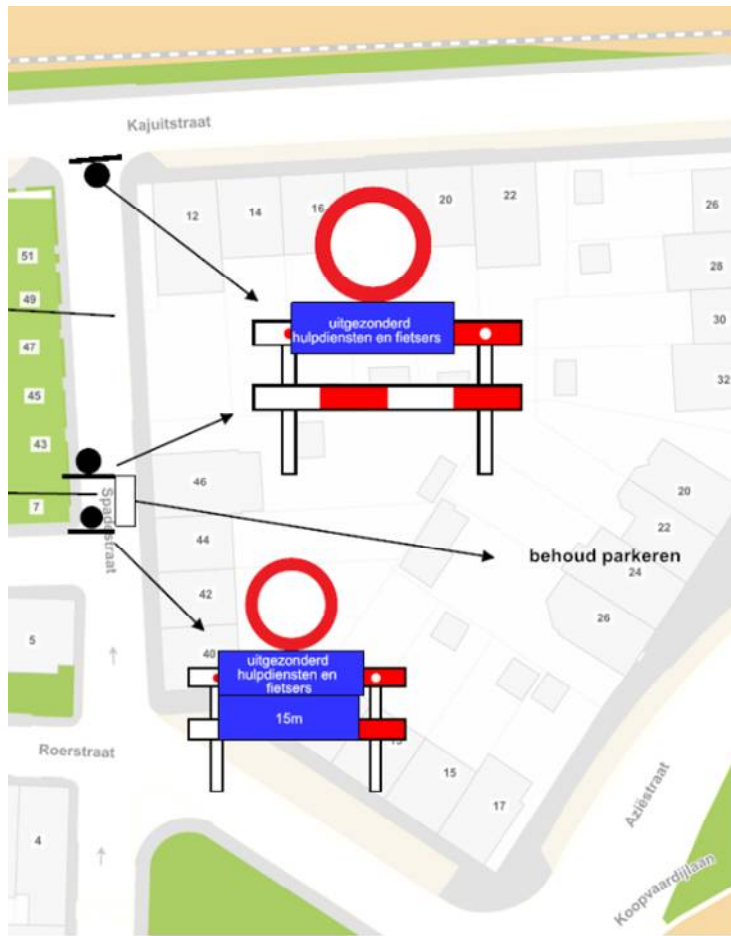 Kajuitstraat
12
14
16
20
22
26
51
28
49
uitgezonderd
hulpdiensten en fietsers
30
47
32
45
43
46
20
7
Spadestraat
44
22
behoud parkeren
24
42
26
5
40
uitgezonderd
hulpdiensten en
fietsers
15m
Roerstraat
13
15
17
Aziëstraat
4
Koopvaardijlaan